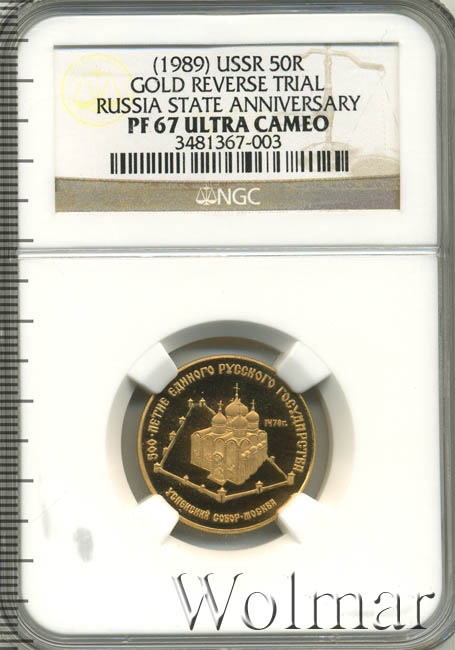 (1989) USSR 50R
GOLD REVERSE TRIAL
RUSSIA STATE ANNIVERSARY
PF 67 ULTRA CAMEO
3481367-003
NGC
500-ЛЕТИЕ ЕДИНОГО РУССКОГО ГОСУДАРСТВА
1479г.
УСПЕНСКИЙ СОБОР-МОСКВА
Wolmar